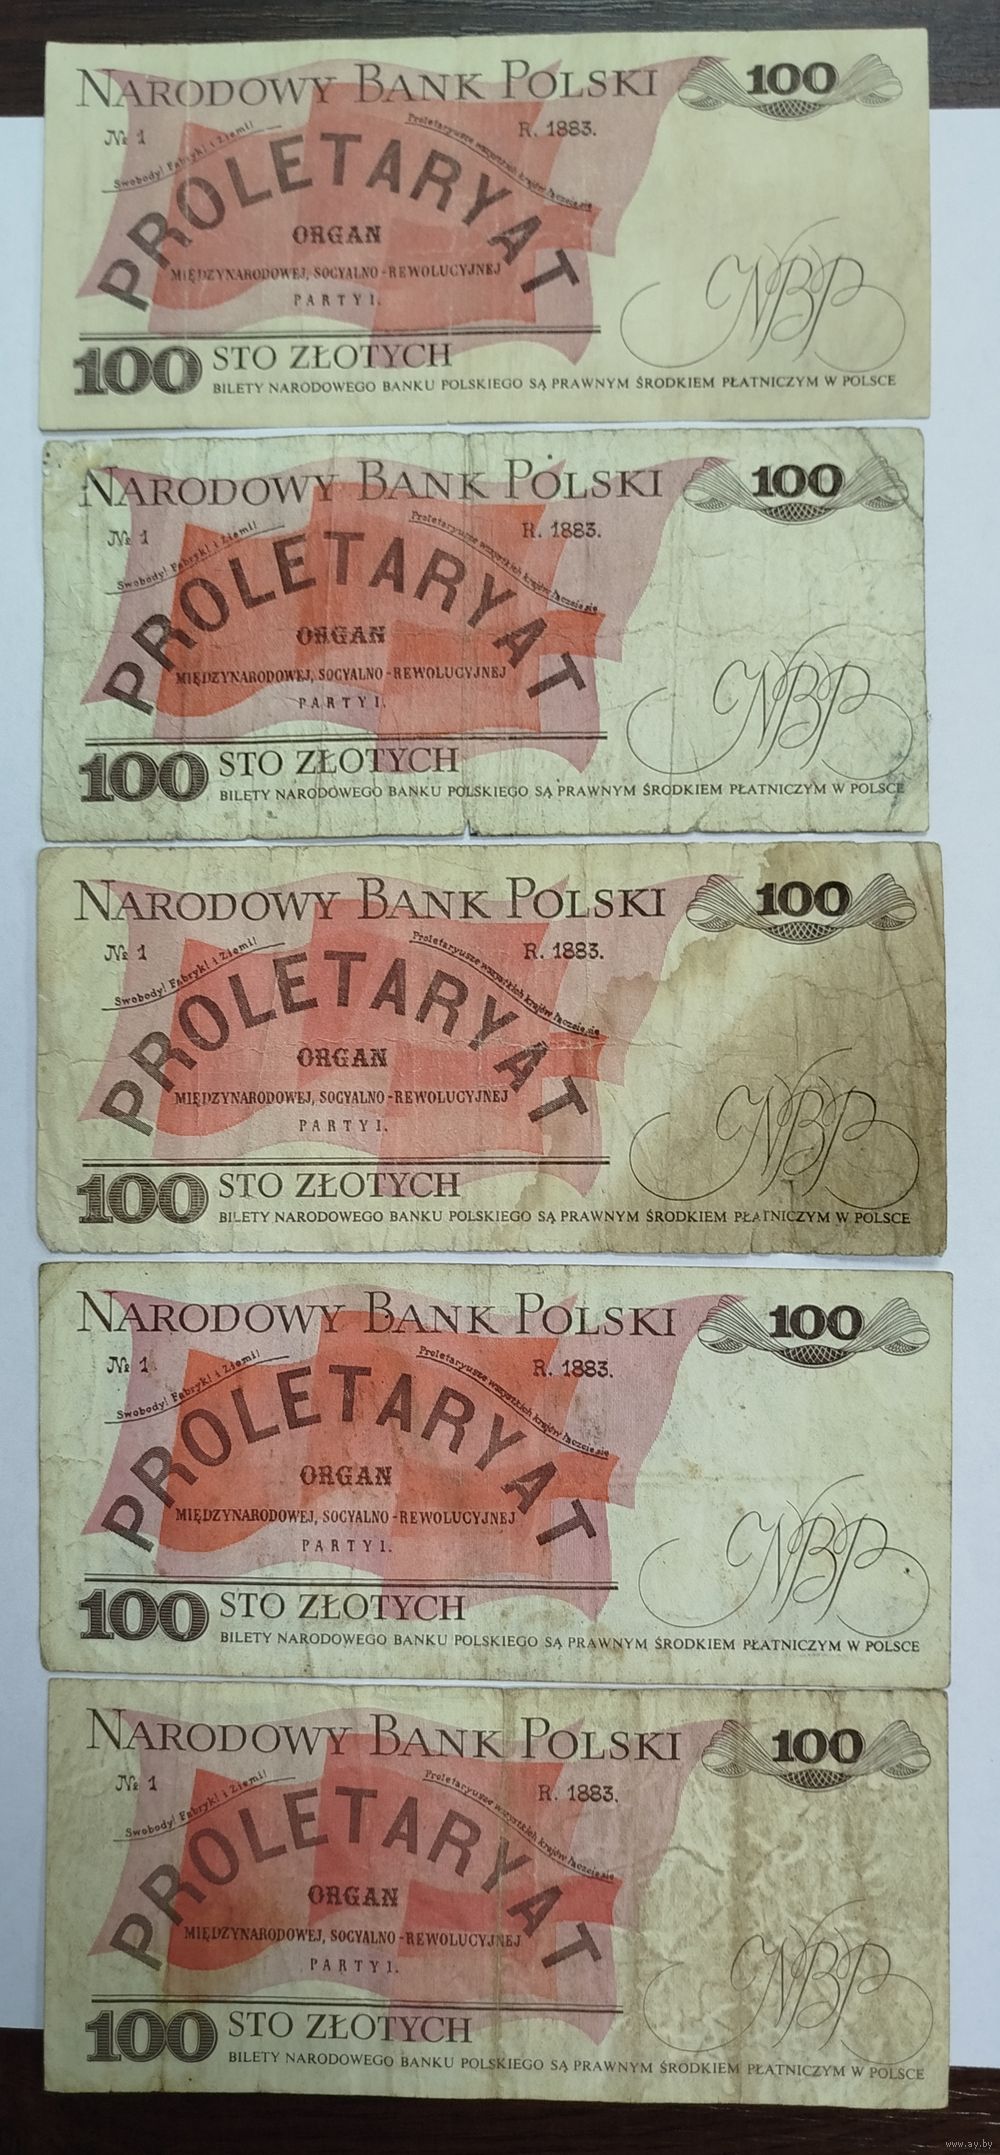 NARODOWY BANK POLSKI 100
№ 1 R. 1883.
Swobody! Fabryk! i Ziemi! Proletaryusze wszystkich krajów łączcie się
PROLETARYAT
ORGAN
MIĘDZYNARODOWEJ, SOCYALNO-REWOLUCYJNEJ
PARTYI.
NBP
100 STO ZŁOTYCH
BILETY NARODOWEGO BANKU POLSKIEGO SĄ PRAWNYM ŚRODKIEM PŁATNICZYM W POLSCE
NARODOWY BANK POLSKI 100
№ 1 R. 1883.
Swobody! Fabryk! i Ziemi! Proletaryusze wszystkich krajów łączcie się
PROLETARYAT
ORGAN
MIĘDZYNARODOWEJ, SOCYALNO-REWOLUCYJNEJ
PARTYI.
NBP
100 STO ZŁOTYCH
BILETY NARODOWEGO BANKU POLSKIEGO SĄ PRAWNYM ŚRODKIEM PŁATNICZYM W POLSCE
NARODOWY BANK POLSKI 100
№ 1 R. 1883.
Swobody! Fabryk! i Ziemi! Proletaryusze wszystkich krajów łączcie się
PROLETARYAT
ORGAN
MIĘDZYNARODOWEJ, SOCYALNO-REWOLUCYJNEJ
PARTYI.
NBP
100 STO ZŁOTYCH
BILETY NARODOWEGO BANKU POLSKIEGO SĄ PRAWNYM ŚRODKIEM PŁATNICZYM W POLSCE
NARODOWY BANK POLSKI 100
№ 1 R. 1883.
Swobody! Fabryk! i Ziemi! Proletaryusze wszystkich krajów łączcie się
PROLETARYAT
ORGAN
MIĘDZYNARODOWEJ, SOCYALNO-REWOLUCYJNEJ
PARTYI.
NBP
100 STO ZŁOTYCH
BILETY NARODOWEGO BANKU POLSKIEGO SĄ PRAWNYM ŚRODKIEM PŁATNICZYM W POLSCE
NARODOWY BANK POLSKI 100
№ 1 R. 1883.
Swobody! Fabryk! i Ziemi! Proletaryusze wszystkich krajów łączcie się
PROLETARYAT
ORGAN
MIĘDZYNARODOWEJ, SOCYALNO-REWOLUCYJNEJ
PARTYI.
NBP
100 STO ZŁOTYCH
BILETY NARODOWEGO BANKU POLSKIEGO SĄ PRAWNYM ŚRODKIEM PŁATNICZYM W POLSCE
www.ay.by